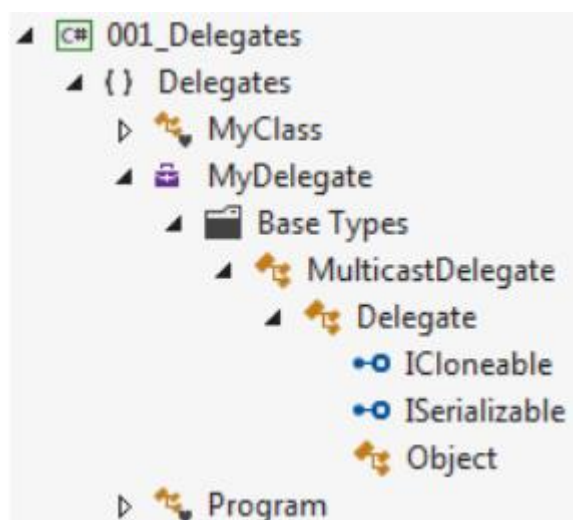 C# 001_Delegates
{ } Delegates
MyClass
MyDelegate
Base Types
MulticastDelegate
Delegate
ICloneable
ISerializable
Object
Program